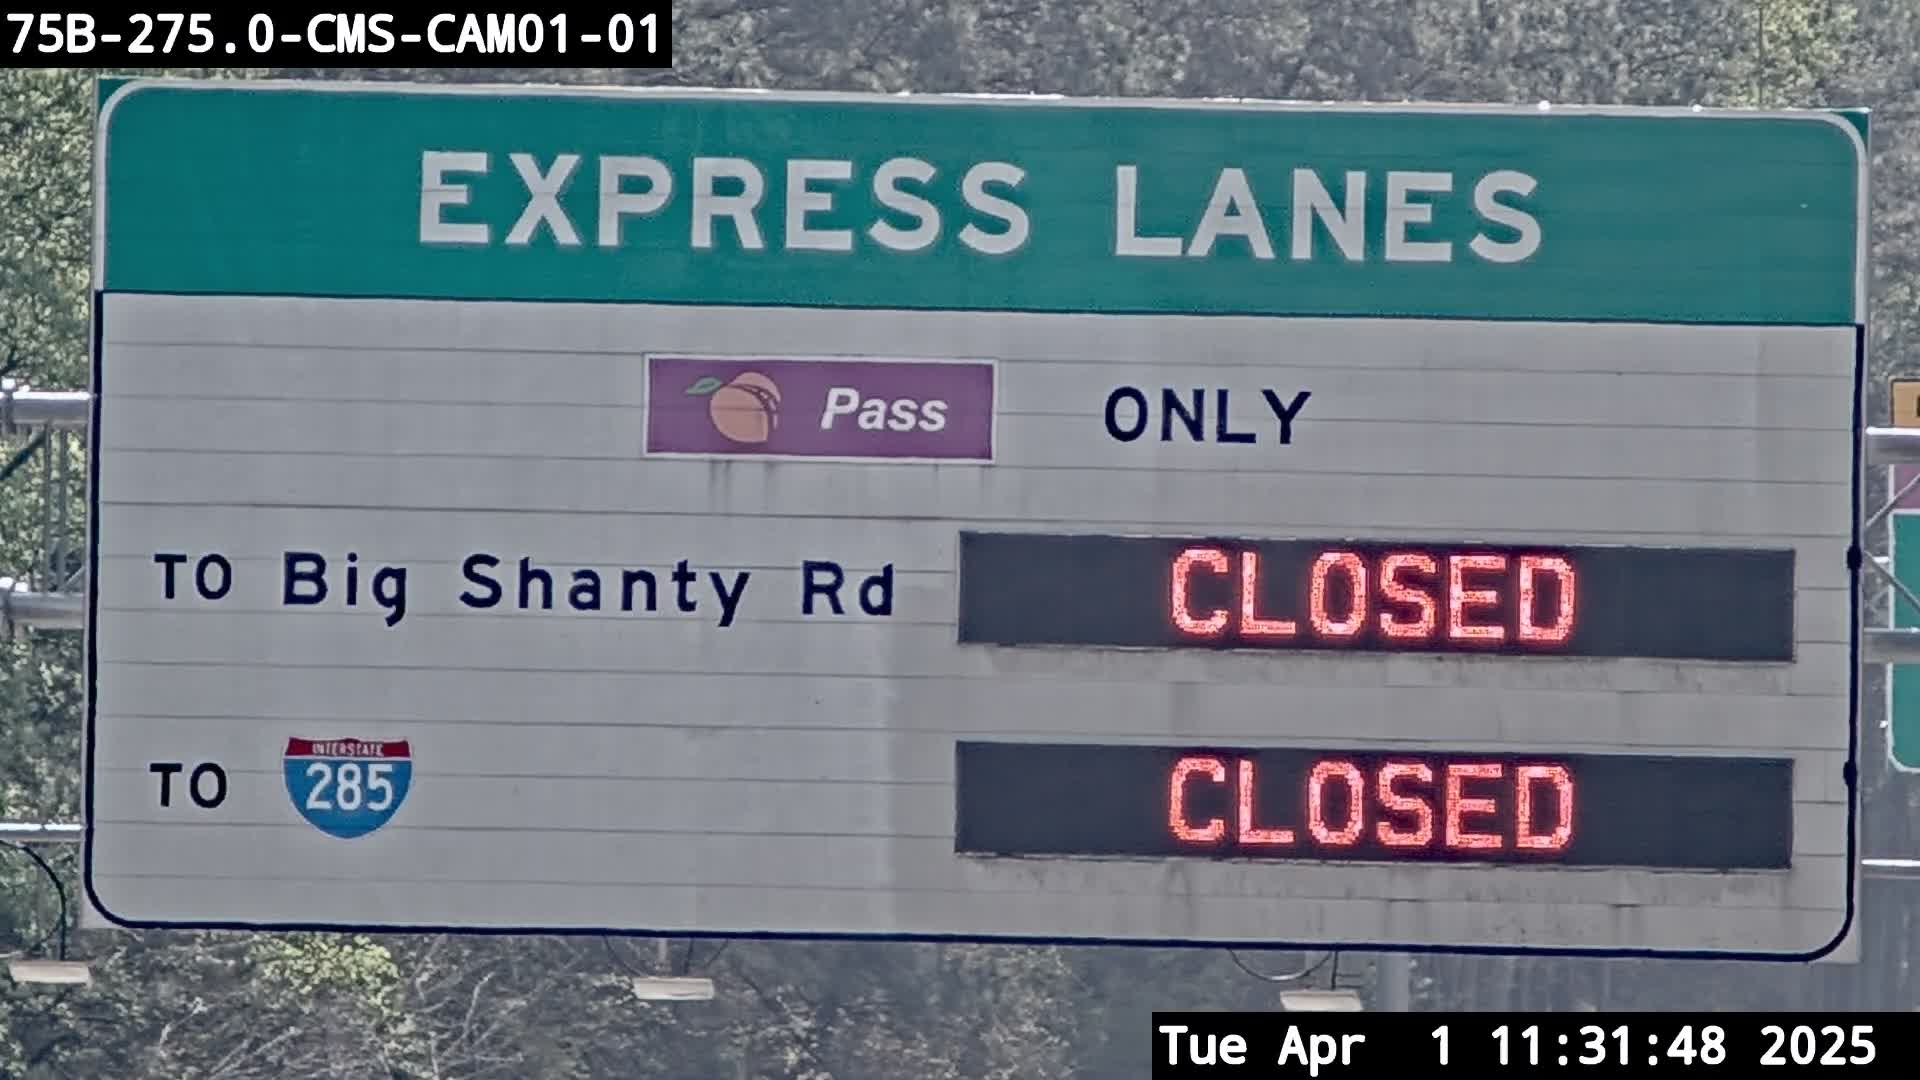 75B-275.0-CMS-CAM01-01
EXPRESS LANES
Pass ONLY
TO Big Shanty Rd CLOSED
TO INTERSTATE 285 CLOSED
Tue Apr 1 11:31:48 2025